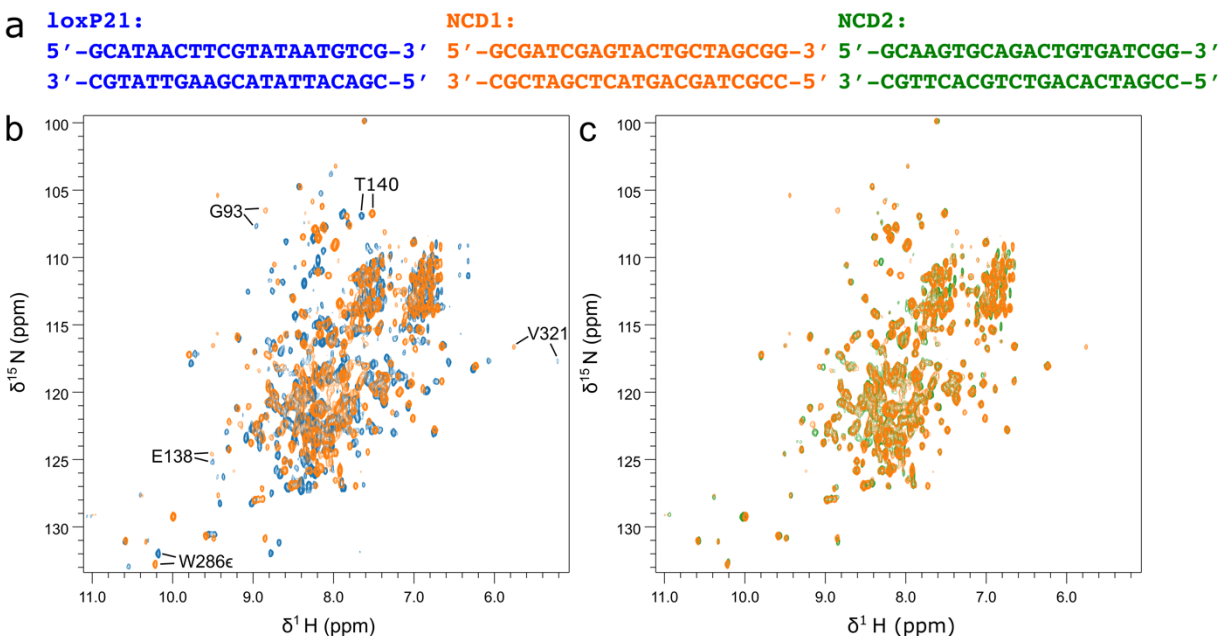 a
loxP21:
5′-GCATAACTTCGTATAATGTCG-3′
3′-CGTATTGAAGCATATTACAGC-5′
NCD1:
5′-GCGATCGAGTACTGCTAGCGG-3′
3′-CGCTAGCTCATGACGATCGCC-5′
NCD2:
5′-GCAAGTGCAGACTGTGATCGG-3′
3′-CGTTCACGTCTGACACTAGCC-5′
b
100
105
110
115
120
125
130
δ¹⁵N (ppm)
T140
G93
V321
E138
W286ϵ
11.0 10.0 9.0 8.0 7.0 6.0
δ¹H (ppm)
c
100
105
110
115
120
125
130
δ¹⁵N (ppm)
11.0 10.0 9.0 8.0 7.0 6.0
δ¹H (ppm)